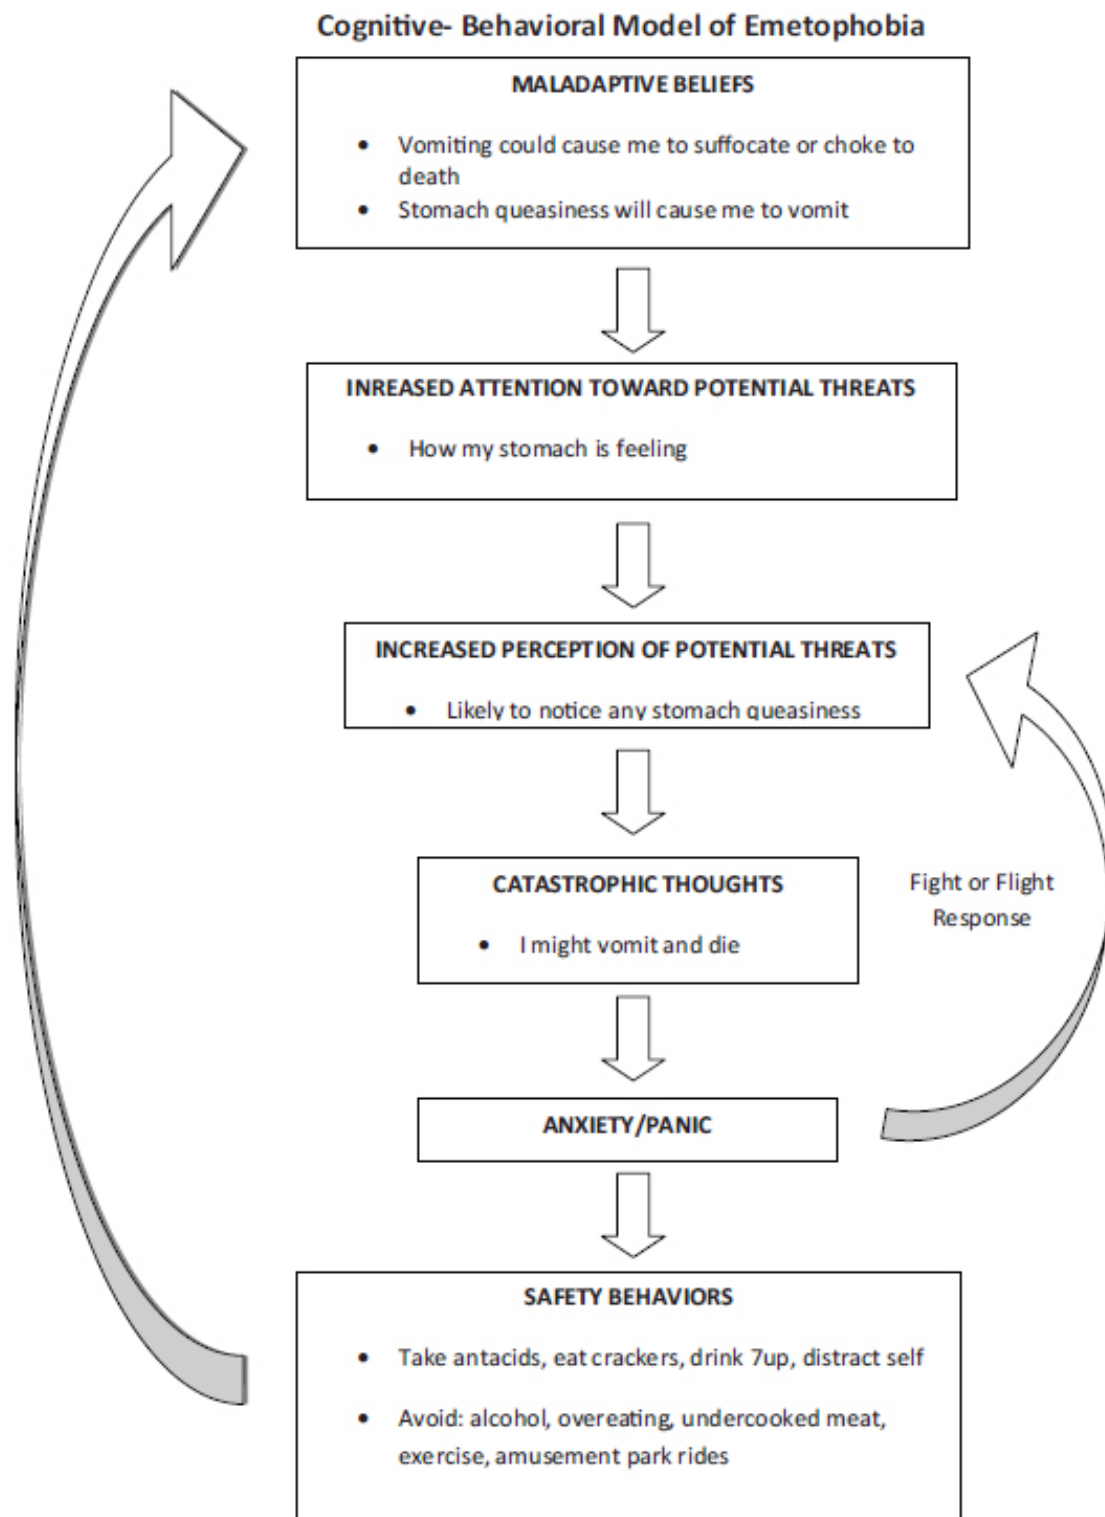 Cognitive- Behavioral Model of Emetophobia
MALADAPTIVE BELIEFS
• Vomiting could cause me to suffocate or choke to
death
• Stomach queasiness will cause me to vomit
INREASED ATTENTION TOWARD POTENTIAL THREATS
• How my stomach is feeling
INCREASED PERCEPTION OF POTENTIAL THREATS
• Likely to notice any stomach queasiness
CATASTROPHIC THOUGHTS
• I might vomit and die
Fight or Flight
Response
ANXIETY/PANIC
SAFETY BEHAVIORS
• Take antacids, eat crackers, drink 7up, distract self
• Avoid: alcohol, overeating, undercooked meat,
exercise, amusement park rides